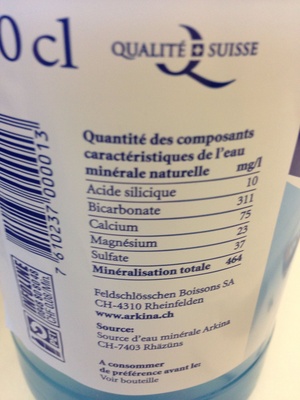 0 cl
QUALITÉ SUISSE
Quantité des composants
caractéristiques de l'eau
minérale naturelle mg/l
Acide silicique 10
Bicarbonate 311
Calcium 75
Magnésium 23
Sulfate 37
Minéralisation totale 464
Feldschlösschen Boissons SA
CH-4310 Rheinfelden
www.arkina.ch
Source:
Source d'eau minérale Arkina
CH-7403 Rhäzüns
A consommer
de préférence avant le:
Voir bouteille
7 610237 000013